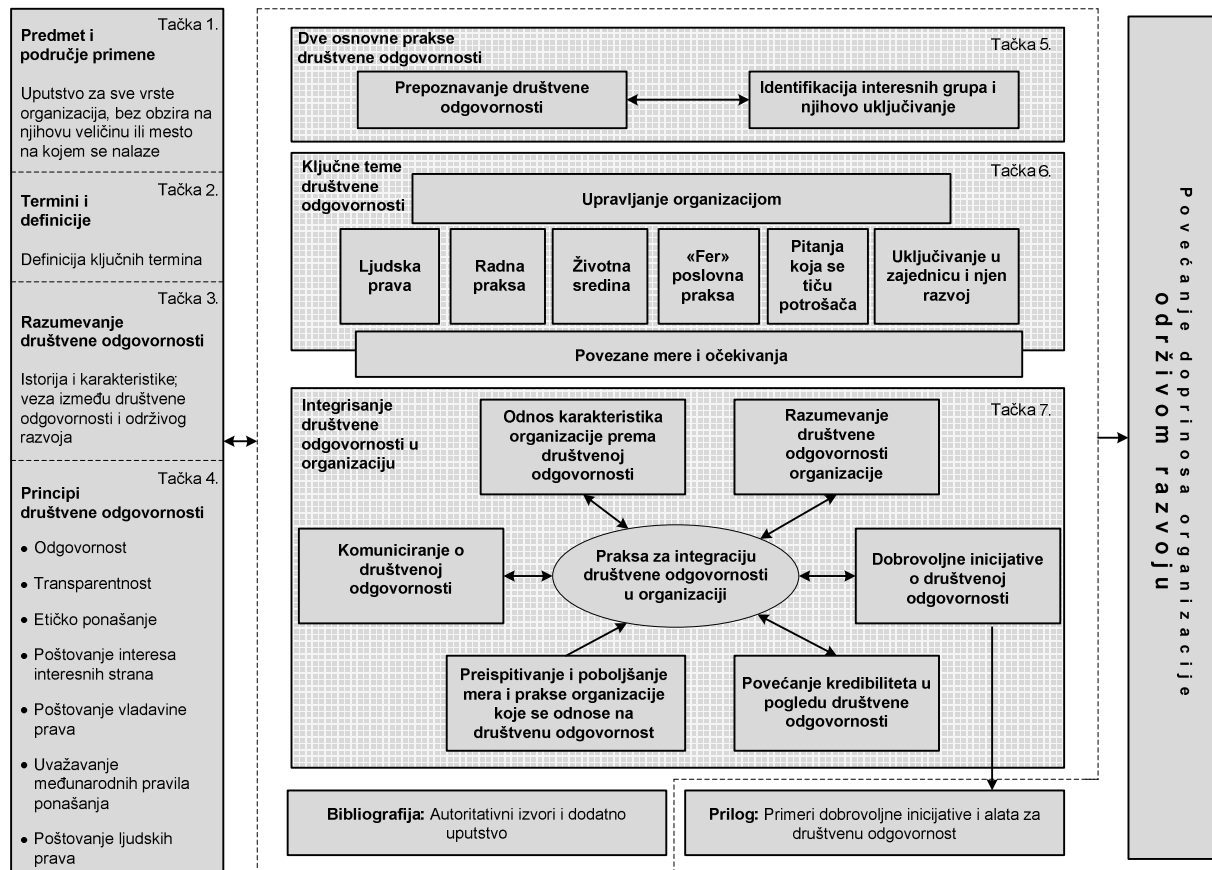 Tačka 1.
Predmet i
područje primene
Uputstvo za sve vrste
organizacija, bez obzira na
njihovu veličinu ili mesto
na kojem se nalaze
Tačka 2.
Termini i
definicije
Definicija ključnih termina
Tačka 3.
Razumevanje
društvene odgovornosti
Istorija i karakteristike;
veza između društvene
odgovornosti i održivog
razvoja
Tačka 4.
Principi
društvene odgovornosti
• Odgovornost
• Transparentnost
• Etičko ponašanje
• Poštovanje interesa
interesnih strana
• Poštovanje vladavine
prava
• Uvažavanje
međunarodnih pravila
ponašanja
• Poštovanje ljudskih
prava
Dve osnovne prakse
društvene odgovornosti
Tačka 5.
Prepoznavanje društvene
odgovornosti
Identifikacija interesnih grupa i
njihovo uključivanje
Ključne teme
društvene
odgovornosti
Tačka 6.
Upravljanje organizacijom
Ljudska
prava
Radna
praksa
Životna
sredina
«Fer»
poslovna
praksa
Pitanja
koja se
tiču
potrošača
Uključivanje u
zajednicu i njen
razvoj
Povezane mere i očekivanja
Integrisanje
društvene
odgovornosti u
organizaciju
Tačka 7.
Odnos karakteristika
organizacije prema
društvenoj
odgovornosti
Razumevanje
društvene
odgovornosti
organizacije
Komuniciranje o
društvenoj
odgovornosti
Praksa za integraciju
društvene odgovornosti
u organizaciji
Dobrovoljne inicijative
o društvenoj
odgovornosti
Preispitivanje i poboljšanje
mera i prakse organizacije
koje se odnose na
društvenu odgovornost
Povećanje kredibiliteta u
pogledu društvene
odgovornosti
Bibliografija: Autoritativni izvori i dodatno
uputstvo
Prilog: Primeri dobrovoljne inicijative i alata za
društvenu odgovornost
Povećanje doprinosa organizacije
održivom razvoju